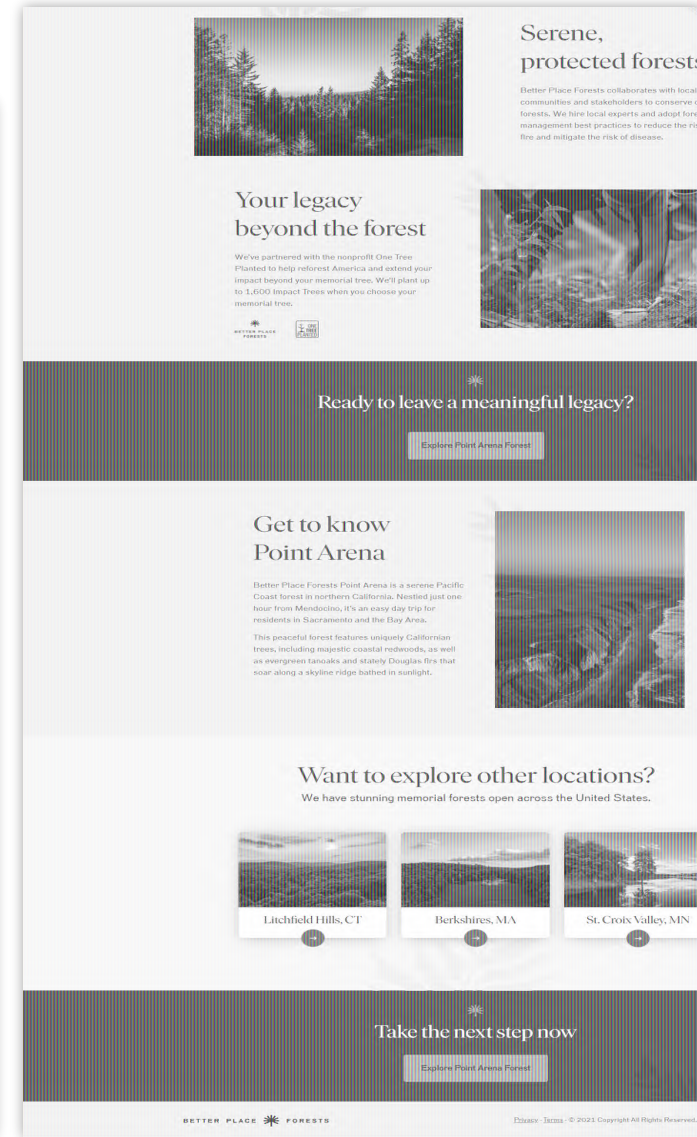 Serene,
protected forests
Better Place Forests collaborates with local
communities and stakeholders to conserve
forests. We hire local experts and adopt
management best practices to reduce the
fire and mitigate the risk of disease.
Your legacy
beyond the forest
We've partnered with the nonprofit One Tree
Planted to help reforest America and extend your
impact beyond your memorial tree. We'll plant up
to 1,600 Impact Trees when you choose your
memorial tree.
BETTER PLACE
FORESTS
ONE
TREE
PLANTED
Ready to leave a meaningful legacy?
Explore Point Arena Forest
Get to know
Point Arena
Better Place Forests Point Arena is a serene Pacific
Coast forest in northern California. Nestled just one
hour from Mendocino, it's an easy day trip for
residents in Sacramento and the Bay Area.
This peaceful forest features uniquely Californian
trees, including majestic coastal redwoods, as well
as evergreen tanoaks and stately Douglas firs that
soar along a skyline ridge bathed in sunlight.
Want to explore other locations?
We have stunning memorial forests open across the United States.
Litchfield Hills, CT
Berkshires, MA
St. Croix Valley, MN
Take the next step now
Explore Point Arena Forest
BETTER PLACE FORESTS
Privacy - Terms - © 2021 Copyright All Rights Reserved.